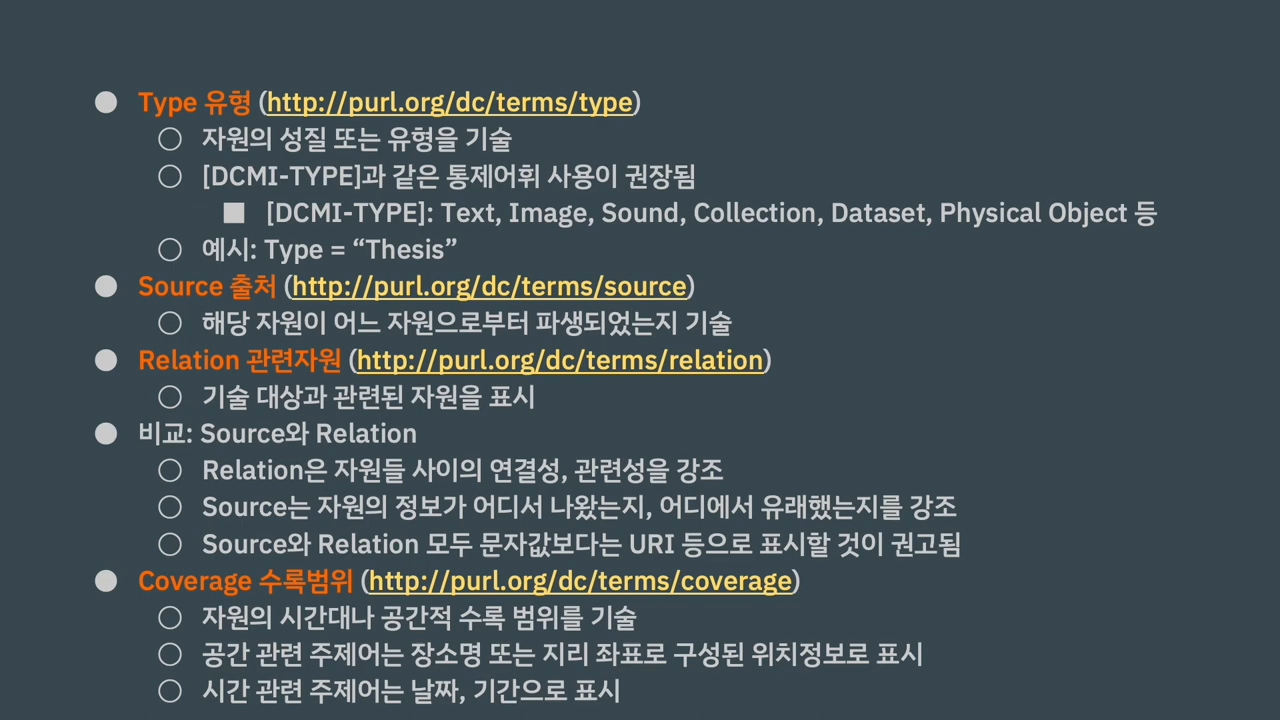 ● Type 유형 (http://purl.org/dc/terms/type)
○ 자원의 성질 또는 유형을 기술
○ [DCMI-TYPE]과 같은 통제어휘 사용이 권장됨
■ [DCMI-TYPE]: Text, Image, Sound, Collection, Dataset, Physical Object 등
○ 예시: Type = “Thesis”
● Source 출처 (http://purl.org/dc/terms/source)
○ 해당 자원이 어느 자원으로부터 파생되었는지 기술
● Relation 관련자원 (http://purl.org/dc/terms/relation)
○ 기술 대상과 관련된 자원을 표시
● 비교: Source와 Relation
○ Relation은 자원들 사이의 연결성, 관련성을 강조
○ Source는 자원의 정보가 어디서 나왔는지, 어디에서 유래했는지를 강조
○ Source와 Relation 모두 문자값보다는 URI 등으로 표시할 것이 권고됨
● Coverage 수록범위 (http://purl.org/dc/terms/coverage)
○ 자원의 시간대나 공간적 수록 범위를 기술
○ 공간 관련 주제어는 장소명 또는 지리 좌표로 구성된 위치정보로 표시
○ 시간 관련 주제어는 날짜, 기간으로 표시